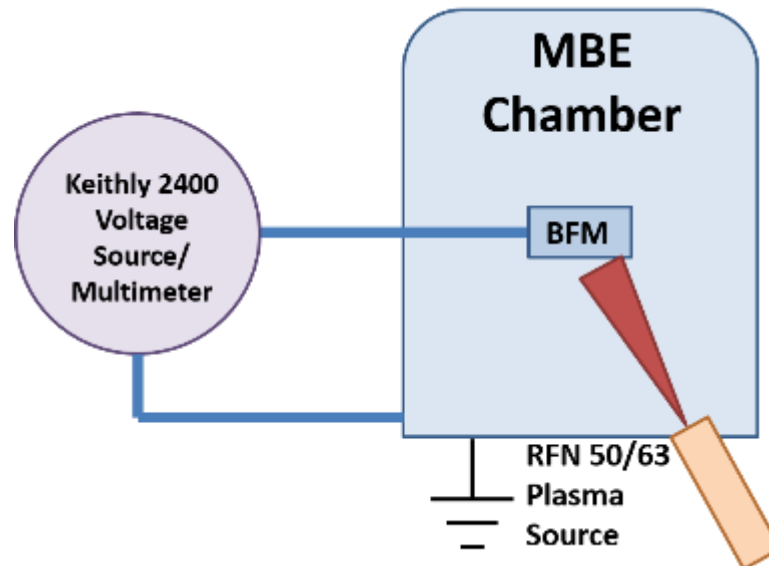 MBE
Chamber
Keithly 2400
Voltage
Source/
Multimeter
BFM
RFN 50/63
Plasma
Source